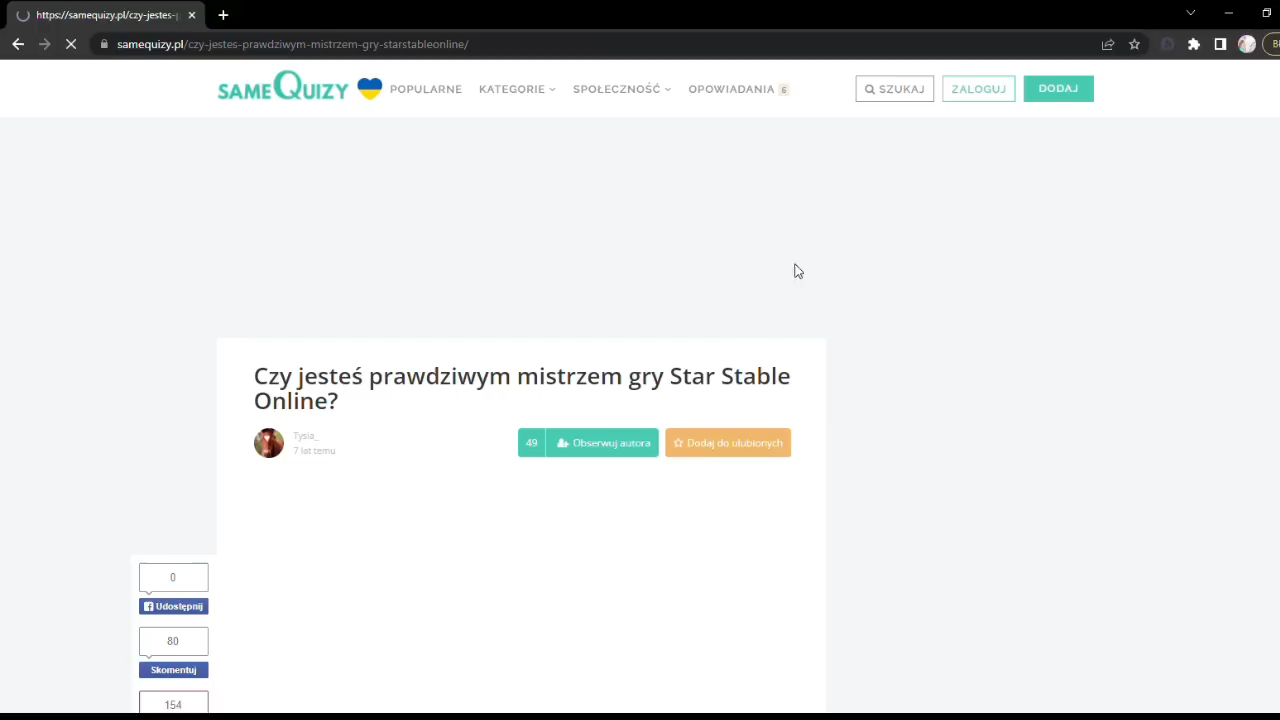 https://samequizy.pl/czy-jestes-p
samequizy.pl/czy-jestes-prawdziwym-mistrzem-gry-starstableonline/
SAMEQUIZY
POPULARNE
KATEGORIE
SPOŁECZNOŚĆ
OPOWIADANIA 6
SZUKAJ
ZALOGUJ
DODAJ
Czy jesteś prawdziwym mistrzem gry Star Stable
Online?
Tysia_
7 lat temu
49
Obserwuj autora
Dodaj do ulubionych
0
Udostępnij
80
Skomentuj
154